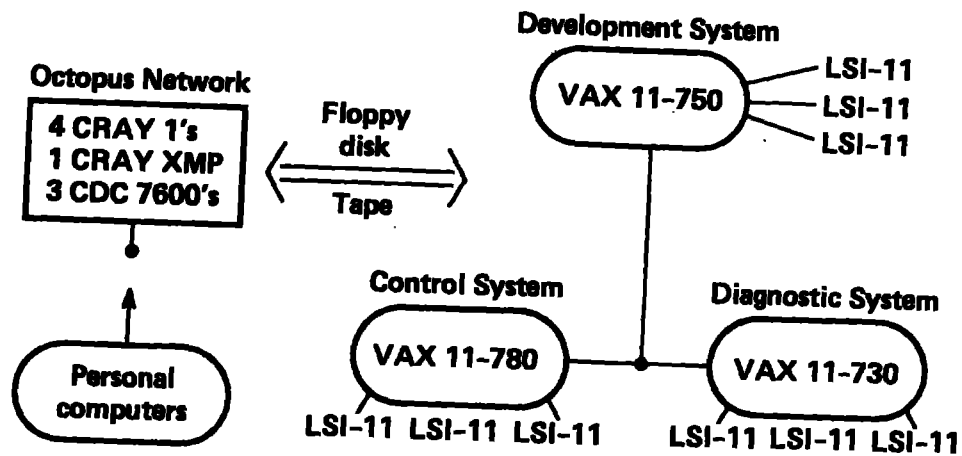 Development System
VAX 11-750
LSI-11
LSI-11
LSI-11
Octopus Network
4 CRAY 1's
1 CRAY XMP
3 CDC 7600's
Floppy
disk
Tape
Personal
computers
Control System
VAX 11-780
LSI-11 LSI-11 LSI-11
Diagnostic System
VAX 11-730
LSI-11 LSI-11 LSI-11